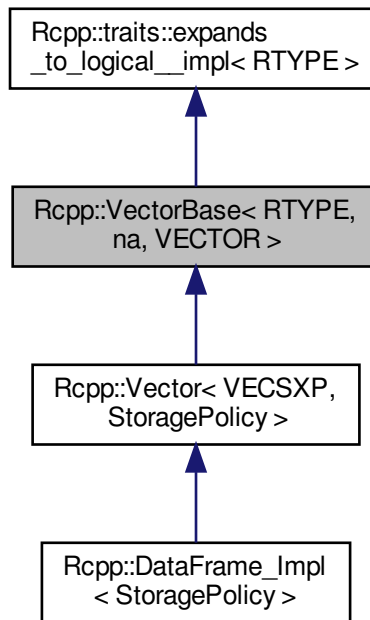 Rcpp::traits::expands
_to_logical__impl< RTYPE >
Rcpp::VectorBase< RTYPE,
na, VECTOR >
Rcpp::Vector< VECSXP,
StoragePolicy >
Rcpp::DataFrame_Impl
< StoragePolicy >